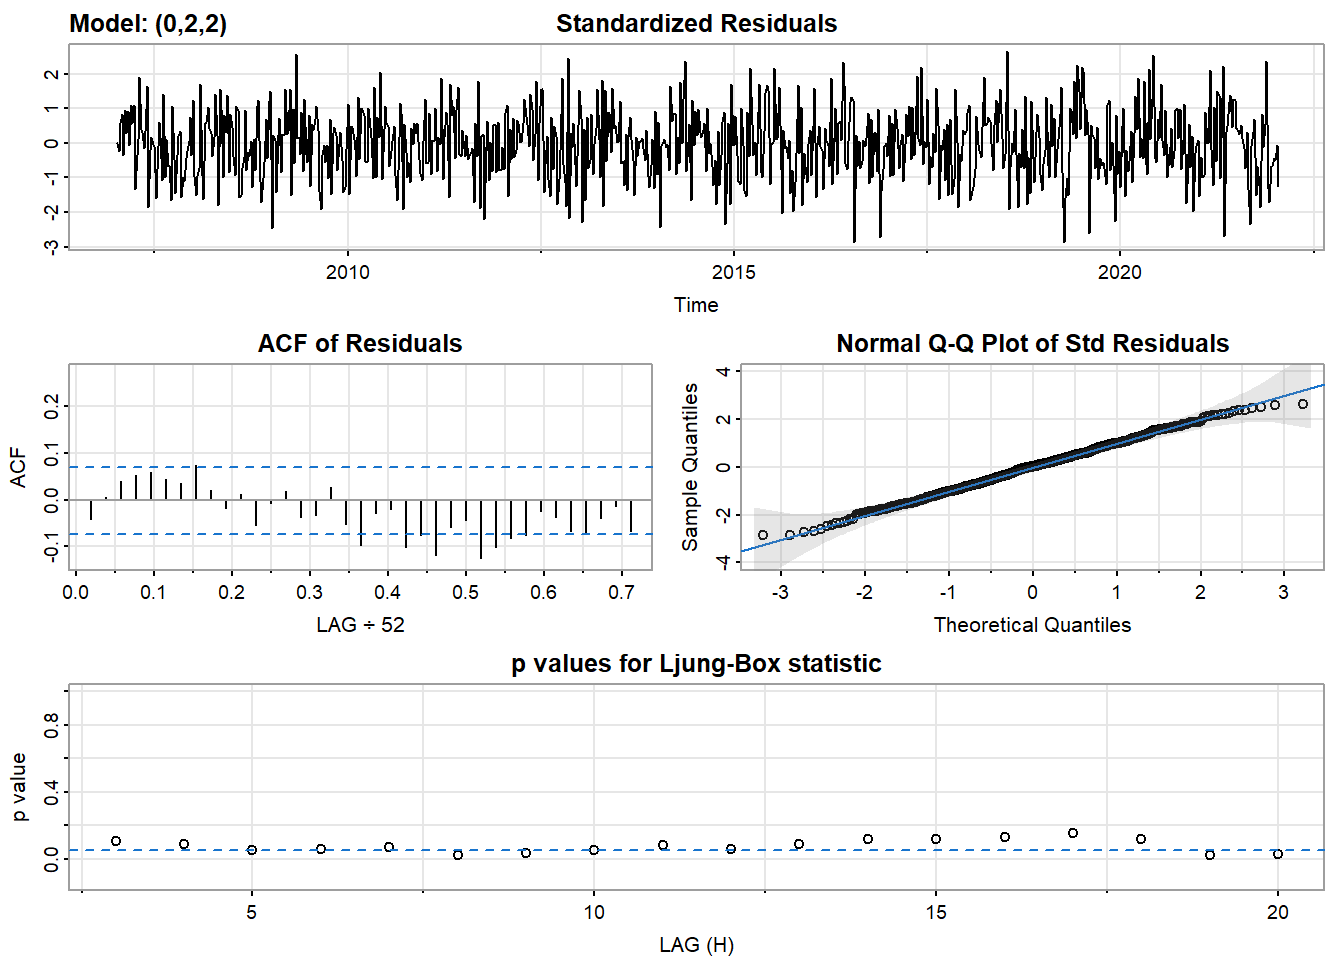 Model: (0,2,2) Standardized Residuals
2
1
0
-1
-2
-3
2010 2015 2020
Time
ACF of Residuals
ACF
0.2
0.1
0.0
-0.1
0.0 0.1 0.2 0.3 0.4 0.5 0.6 0.7
LAG ÷ 52
Normal Q-Q Plot of Std Residuals
Sample Quantiles
4
2
0
-2
-4
-3 -2 -1 0 1 2 3
Theoretical Quantiles
p values for Ljung-Box statistic
p value
0.8
0.4
0.0
5 10 15 20
LAG (H)